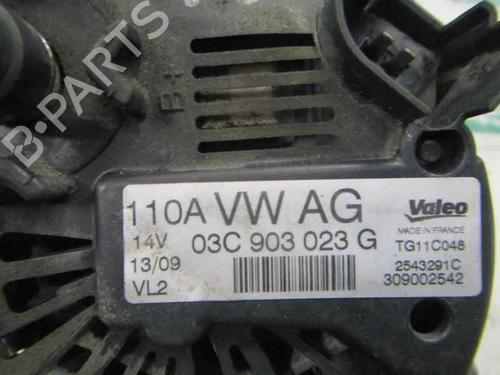 B+
B-PARTS
110A VW AG
14V 03C 903 023 G
13/09
VL2
Valeo
MADE IN FRANCE
TG11C048
2543291C
309002542